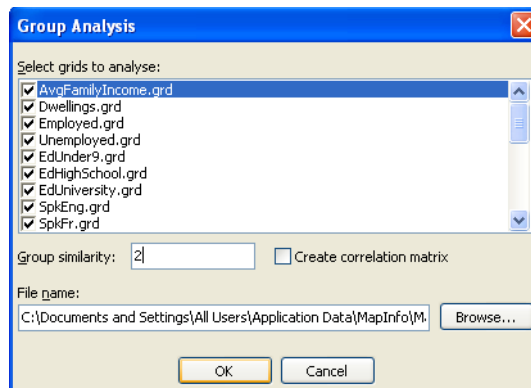 Group Analysis
Select grids to analyse:
AvgFamilyIncome.grd
Dwellings.grd
Employed.grd
Unemployed.grd
EdUnder9.grd
EdHighSchool.grd
EdUniversity.grd
SpkEng.grd
SpkFr.grd
Group similarity: 2 Create correlation matrix
File name:
C:\Documents and Settings\All Users\Application Data\MapInfo\M Browse...
OK Cancel